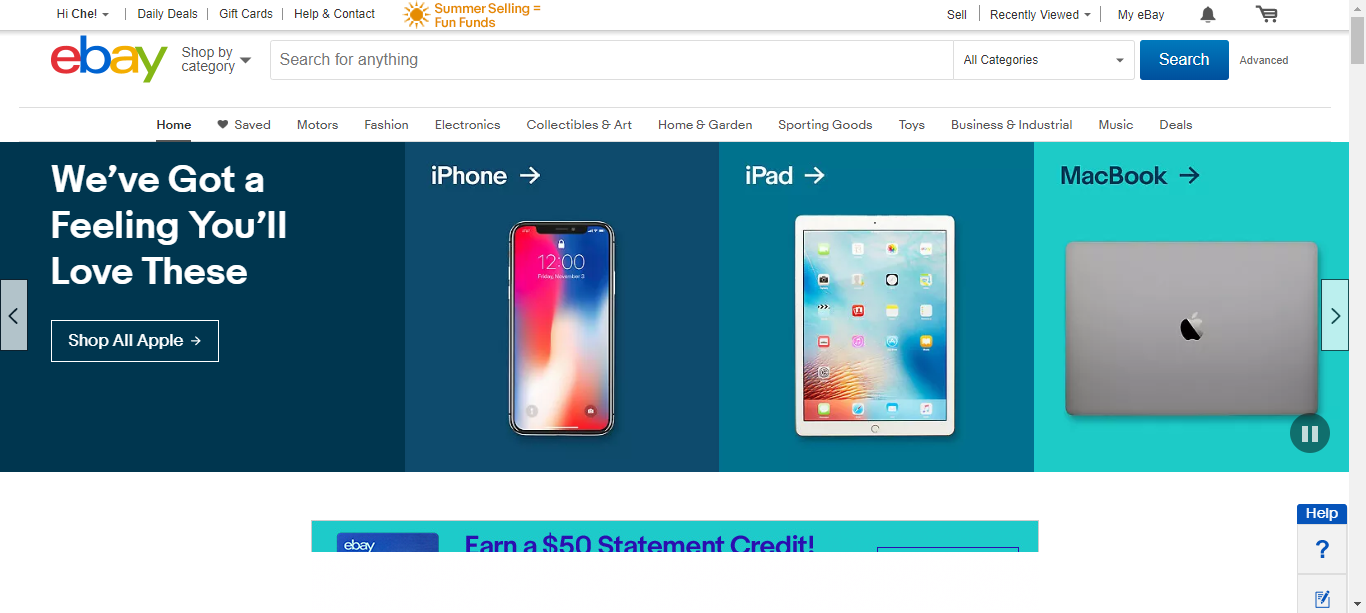 Hi Che!
Daily Deals
Gift Cards
Help & Contact
Summer Selling =
Fun Funds
Sell
Recently Viewed
My eBay
ebay
Shop by
category
Search for anything
All Categories
Search
Advanced
Home
Saved
Motors
Fashion
Electronics
Collectibles & Art
Home & Garden
Sporting Goods
Toys
Business & Industrial
Music
Deals
We've Got a
Feeling You'll
Love These
Shop All Apple →
iPhone →
12:00
Friday, November 3
iPad →
MacBook →
ebay
Earn a $50 Statement Credit!
Help
?